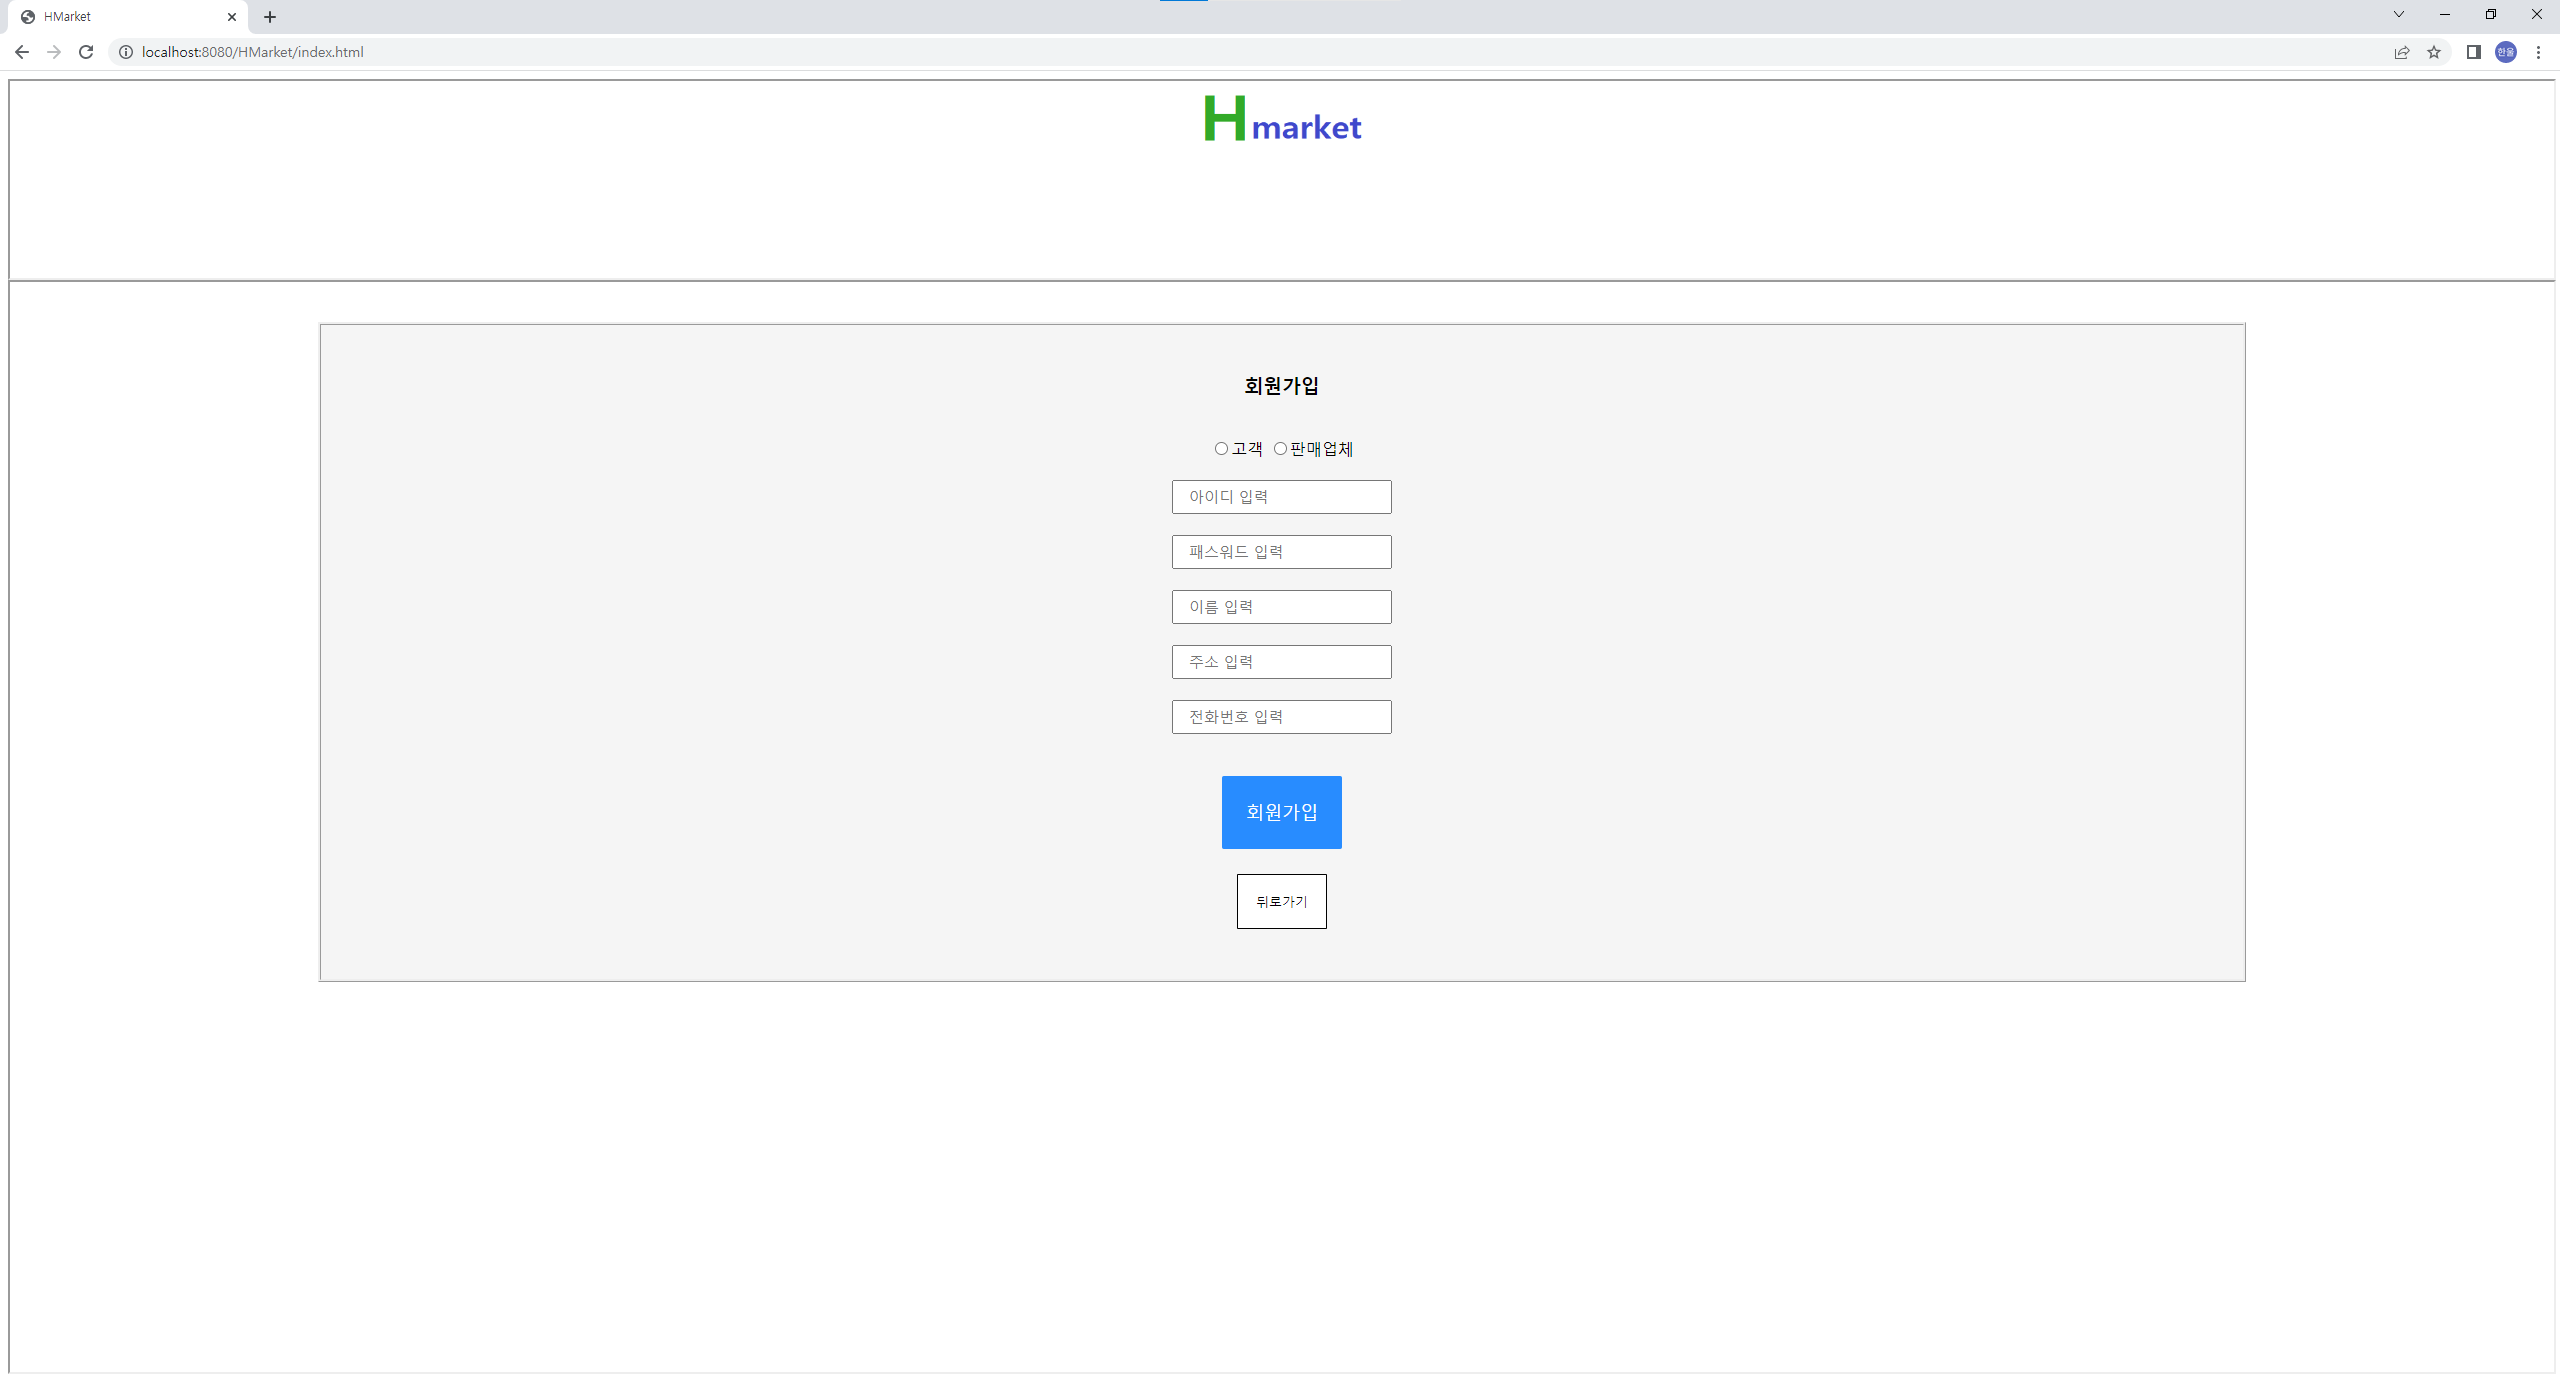 HMarket
localhost:8080/HMarket/index.html
한울
Hmarket
회원가입
고객 판매업체
아이디 입력
패스워드 입력
이름 입력
주소 입력
전화번호 입력
회원가입
뒤로가기